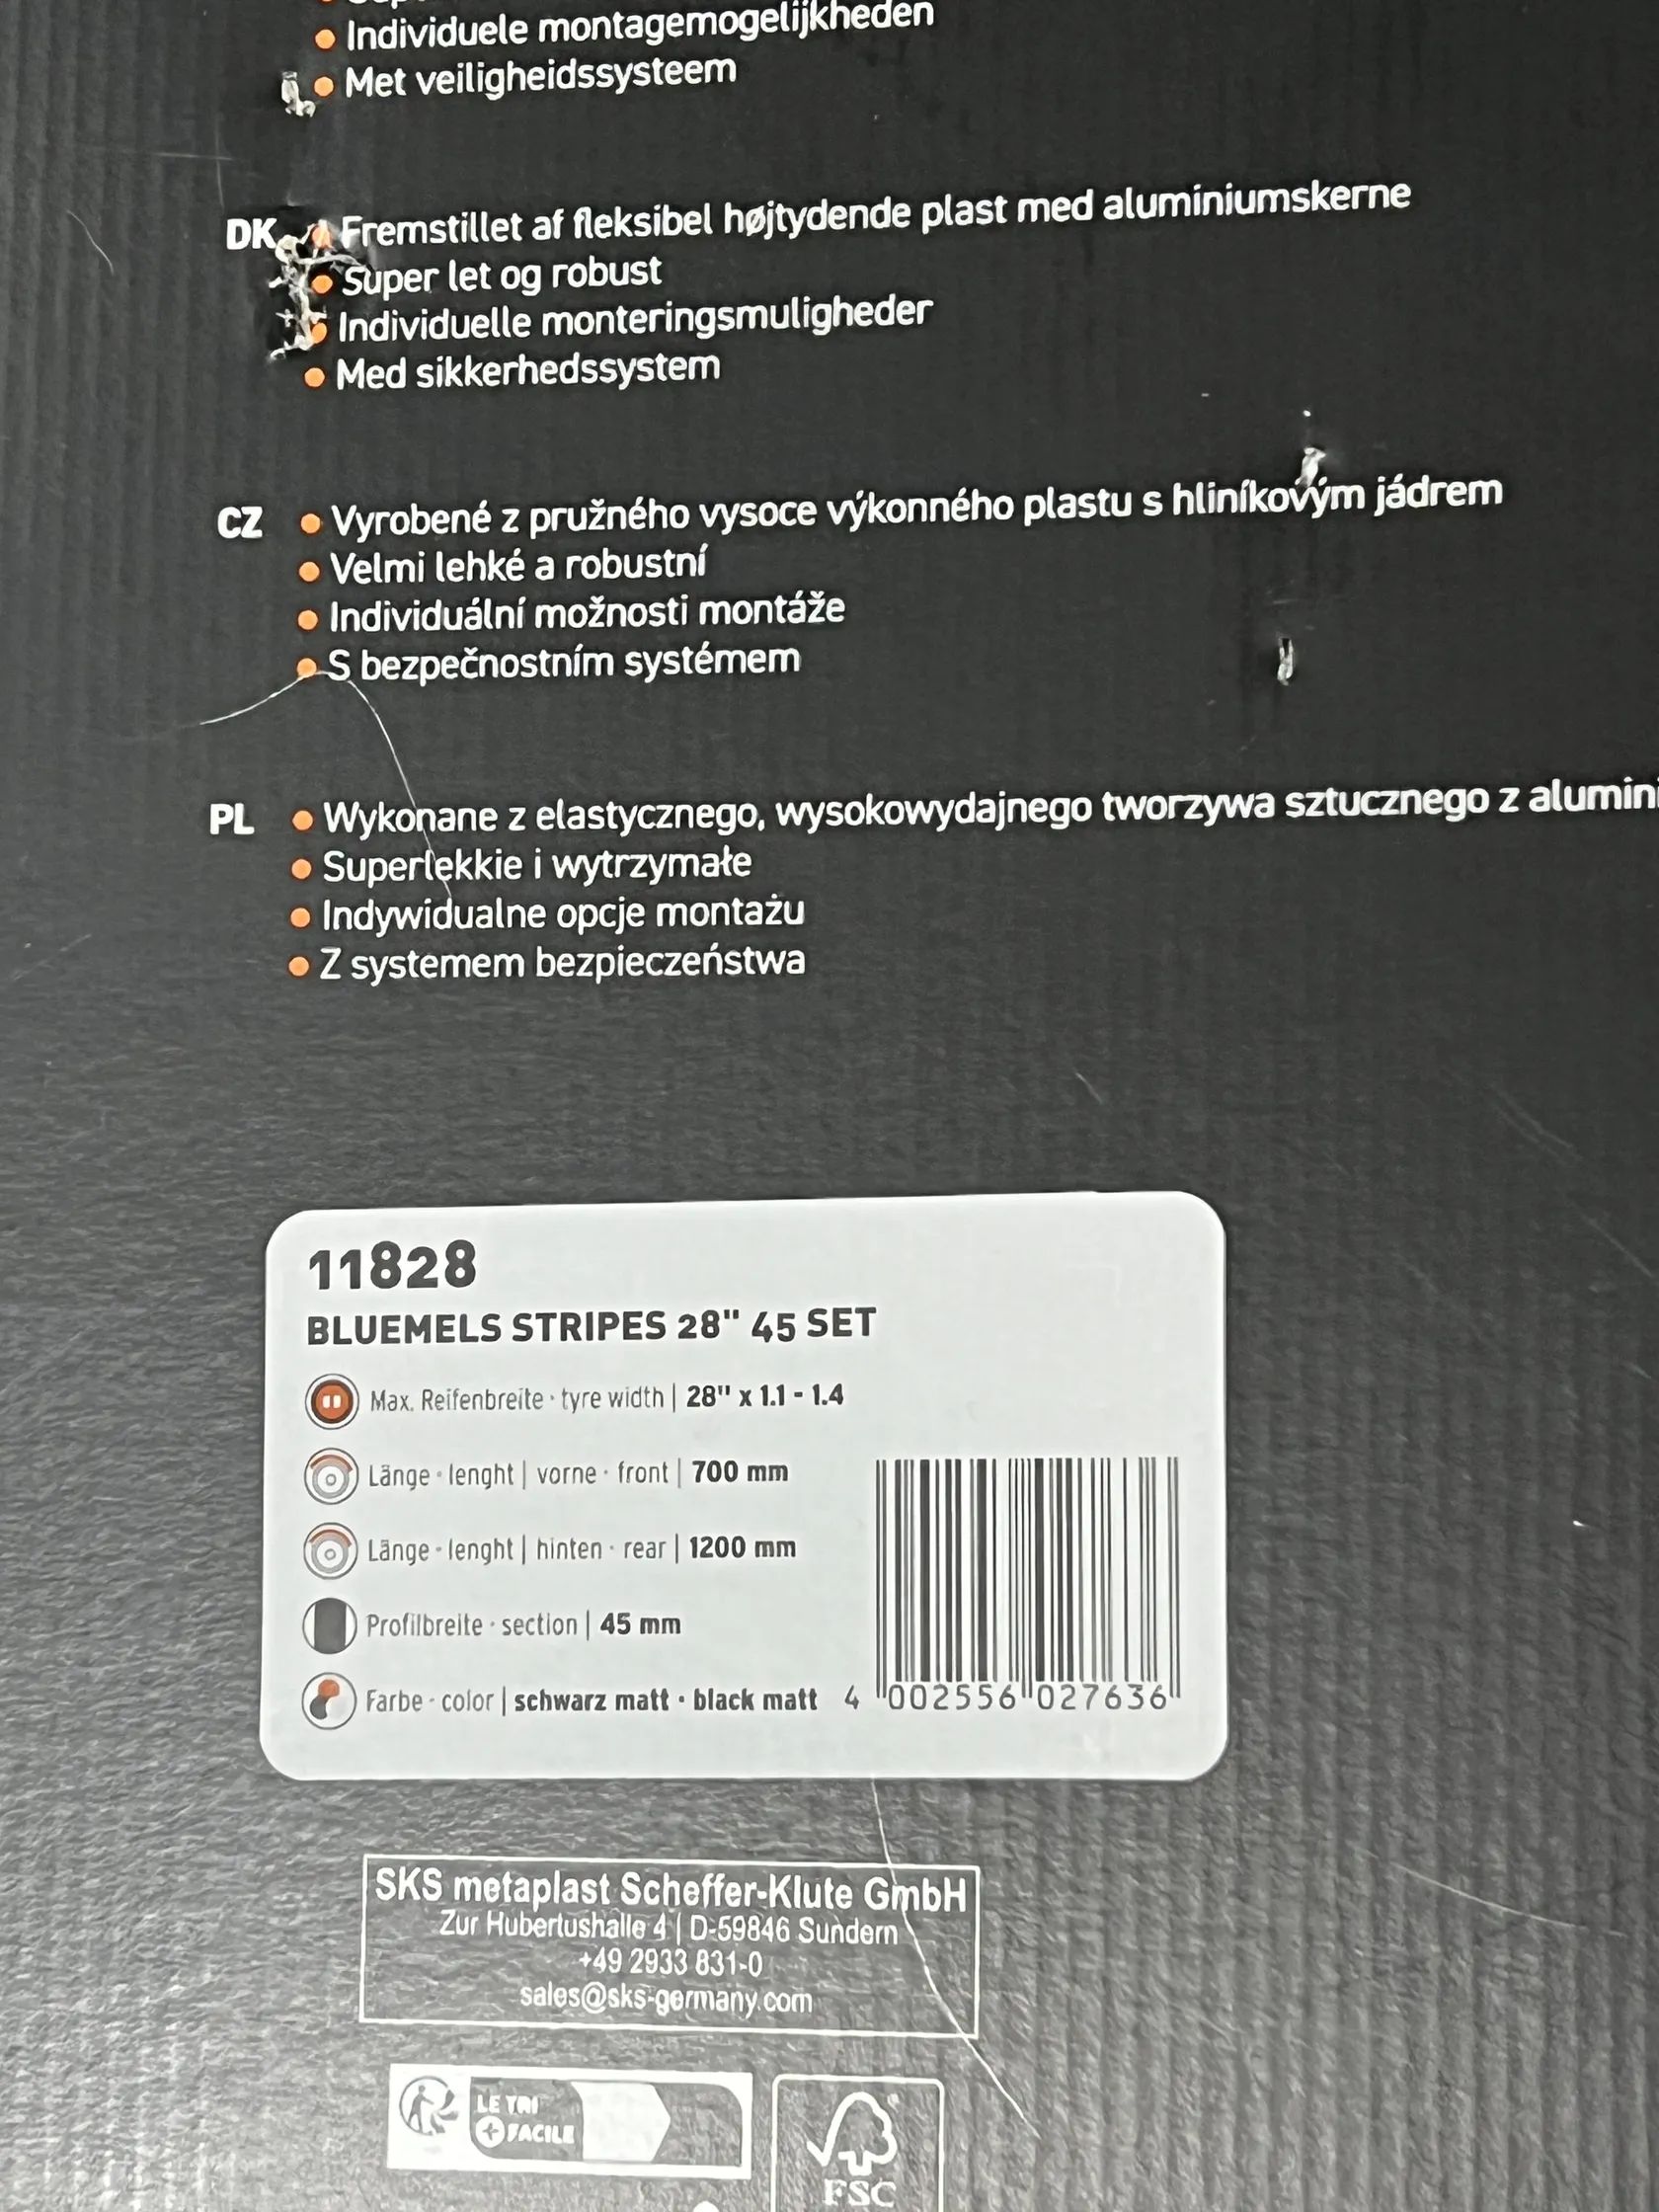 • Individuele montagemogelijkheden
• Met veiligheidssysteem
DK • Fremstillet af fleksibel højtydende plast med aluminiumskerne
• Super let og robust
• Individuelle monteringsmuligheder
• Med sikkerhedssystem
CZ • Vyrobené z pružného vysoce výkonného plastu s hliníkovým jádrem
• Velmi lehké a robustní
• Individuální možnosti montáže
• S bezpečnostním systémem
PL • Wykonane z elastycznego, wysokowydajnego tworzywa sztucznego z alumini
• Superlekkie i wytrzymałe
• Indywidualne opcje montażu
• Z systemem bezpieczeństwa
11828
BLUEMELS STRIPES 28" 45 SET
Max. Reifenbreite · tyre width | 28" x 1.1 - 1.4
Länge · lenght | vorne · front | 700 mm
Länge · lenght | hinten · rear | 1200 mm
Profilbreite · section | 45 mm
Farbe · color | schwarz matt · black matt
4 002556 027636
SKS metaplast Scheffer-Klute GmbH
Zur Hubertushalle 4 | D-59846 Sundern
+49 2933 831-0
sales@sks-germany.com
LE TRI
+ FACILE
FSC